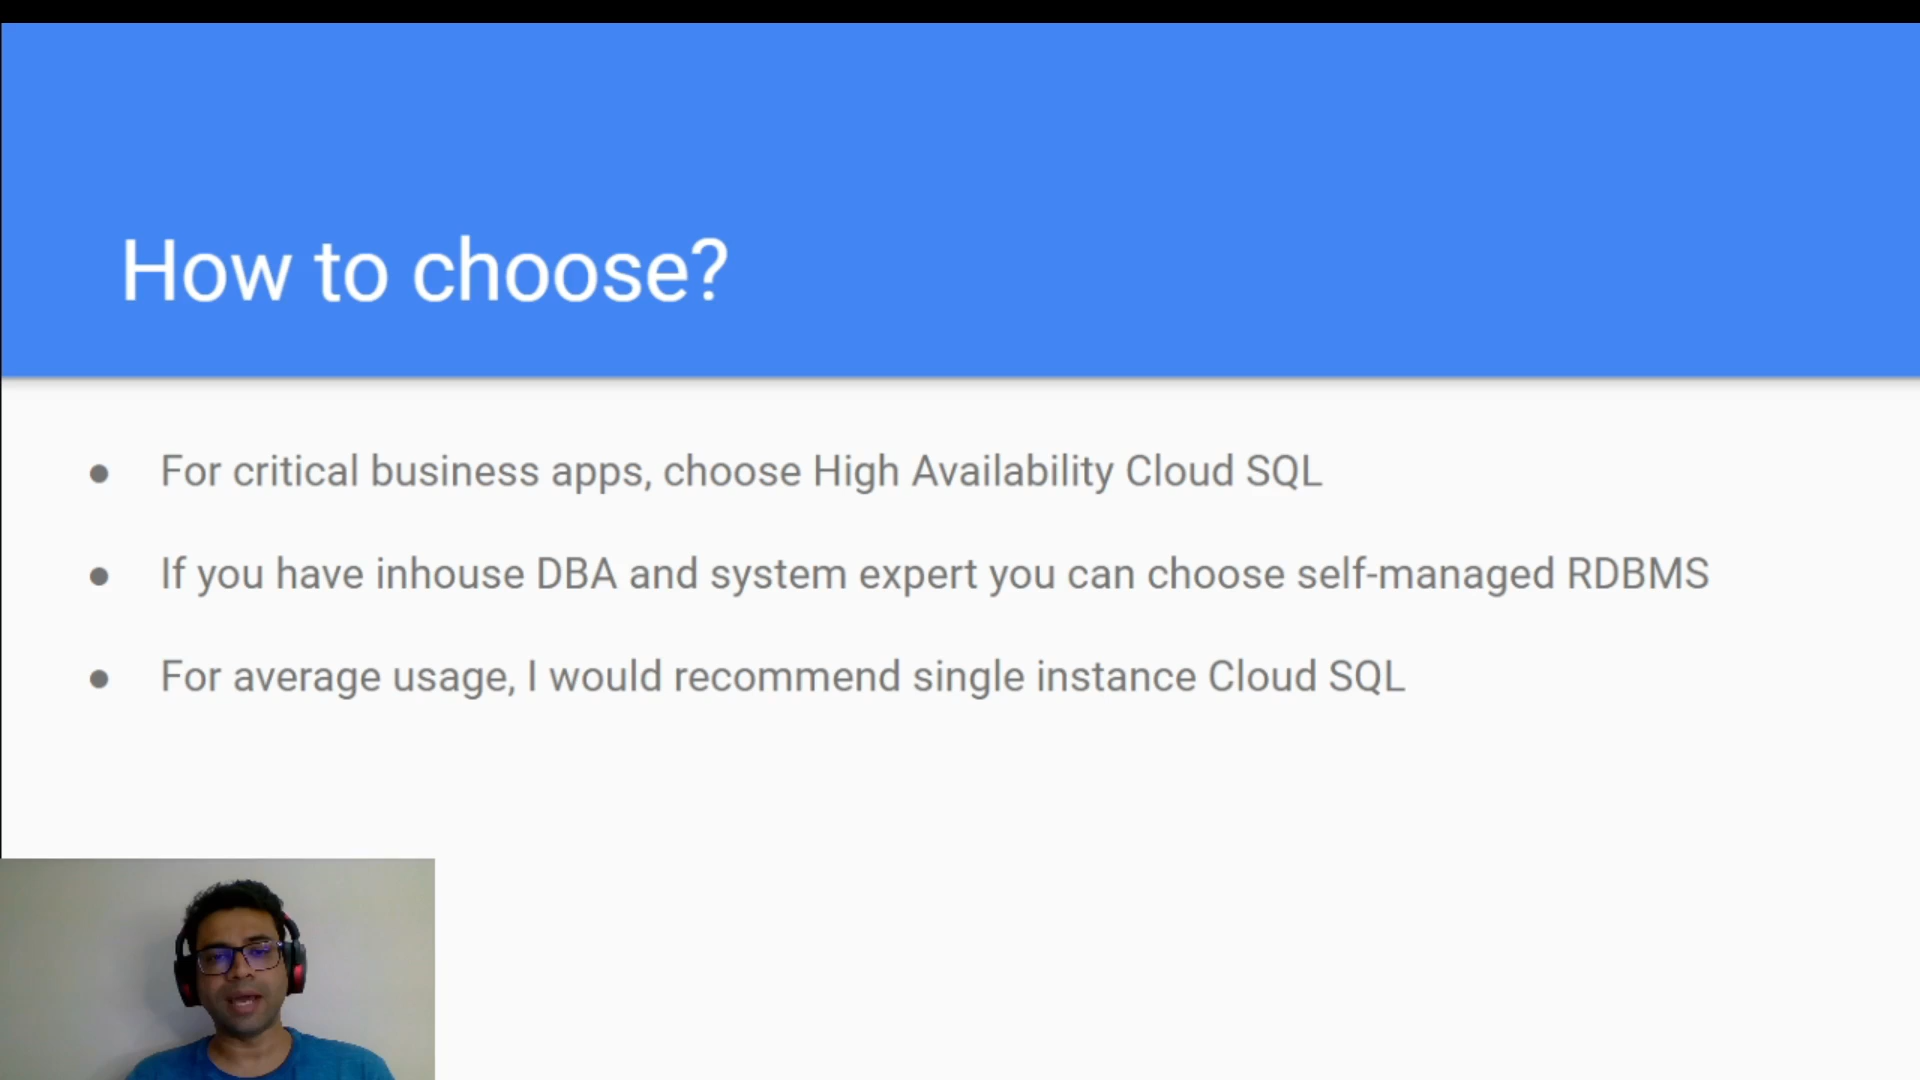 How to choose?
● For critical business apps, choose High Availability Cloud SQL
● If you have inhouse DBA and system expert you can choose self-managed RDBMS
● For average usage, I would recommend single instance Cloud SQL